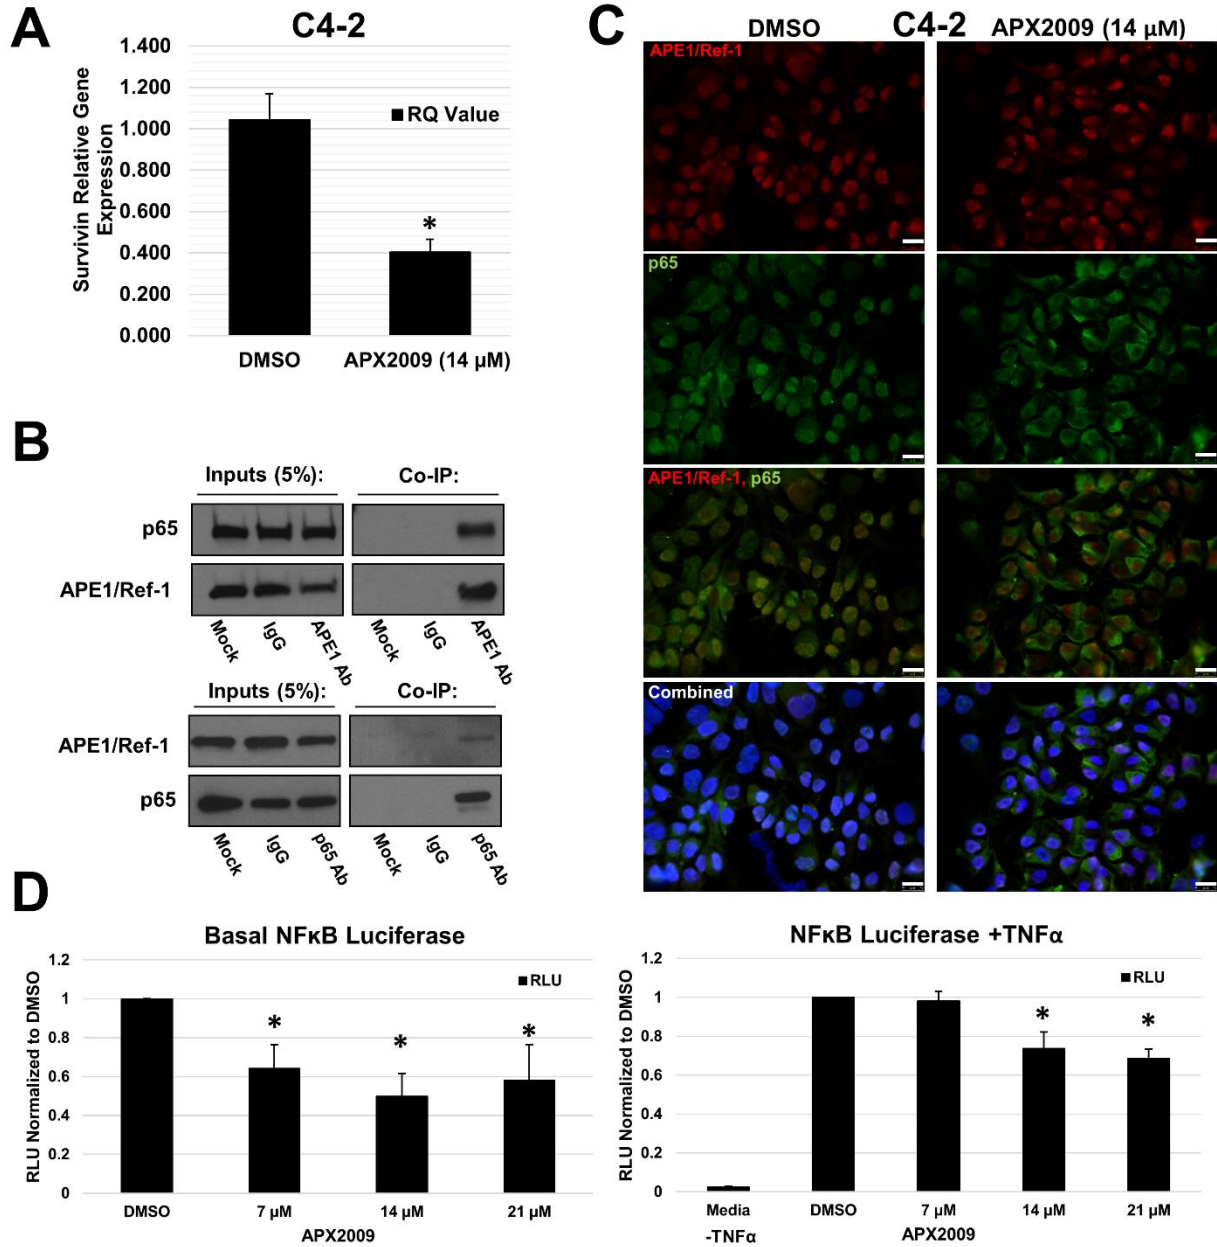 A
C4-2
1.400
1.200
1.000
0.800
0.600
0.400
0.200
0.000
Survivin Relative Gene
Expression
RQ Value
*
DMSO
APX2009 (14 µM)
B
Inputs (5%):
Co-IP:
p65
APE1/Ref-1
Mock
IgG
APE1 Ab
Mock
IgG
APE1 Ab
Inputs (5%):
Co-IP:
APE1/Ref-1
p65
Mock
IgG
p65 Ab
Mock
IgG
p65 Ab
C
DMSO
C4-2
APX2009 (14 µM)
APE1/Ref-1
p65
APE1/Ref-1, p65
Combined
D
Basal NFκB Luciferase
1.2
1
0.8
0.6
0.4
0.2
0
RLU Normalized to DMSO
RLU
*
*
*
DMSO
7 µM
14 µM
21 µM
APX2009
NFκB Luciferase +TNFα
1.2
1
0.8
0.6
0.4
0.2
0
RLU Normalized to DMSO
RLU
*
*
Media
-TNFα
DMSO
7 µM
14 µM
21 µM
APX2009